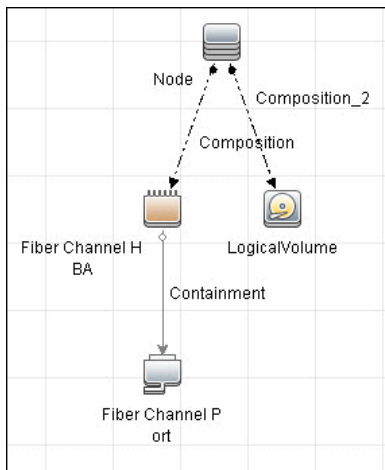 Node
Composition_2
Composition
Fiber Channel H
BA
LogicalVolume
Containment
Fiber Channel P
ort